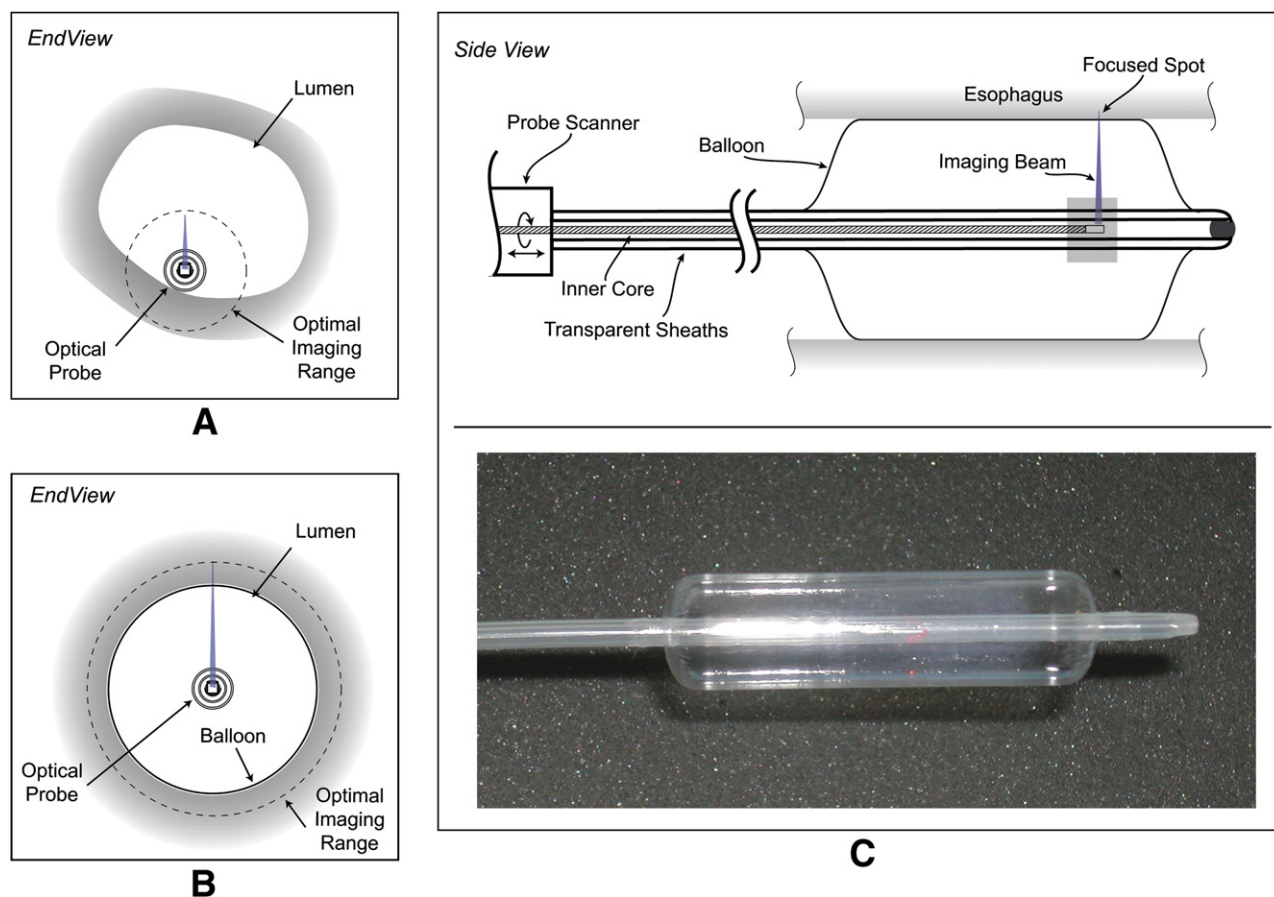 EndView
Lumen
Optical
Probe
Optimal
Imaging
Range
A
EndView
Lumen
Balloon
Optical
Probe
Optimal
Imaging
Range
B
Side View
Focused Spot
Esophagus
Probe Scanner
Balloon
Imaging Beam
Inner Core
Transparent Sheaths
C